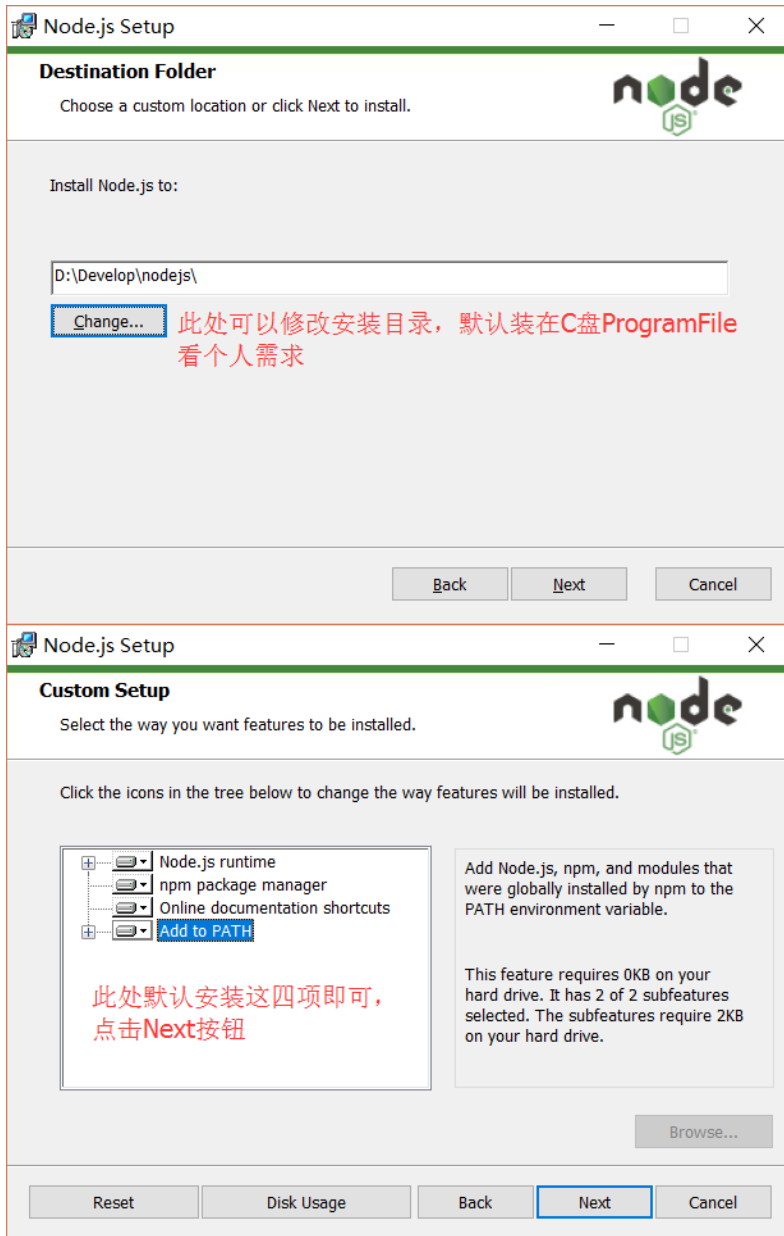 Node.js Setup
Destination Folder
Choose a custom location or click Next to install.
node
JS
Install Node.js to:
D:\Develop\nodejs\
Change...
此处可以修改安装目录，默认装在C盘ProgramFile
看个人需求
Back
Next
Cancel
Node.js Setup
Custom Setup
Select the way you want features to be installed.
node
JS
Click the icons in the tree below to change the way features will be installed.
Node.js runtime
npm package manager
Online documentation shortcuts
Add to PATH
此处默认安装这四项即可，
点击Next按钮
Add Node.js, npm, and modules that
were globally installed by npm to the
PATH environment variable.
This feature requires 0KB on your
hard drive. It has 2 of 2 subfeatures
selected. The subfeatures require 2KB
on your hard drive.
Browse...
Reset
Disk Usage
Back
Next
Cancel